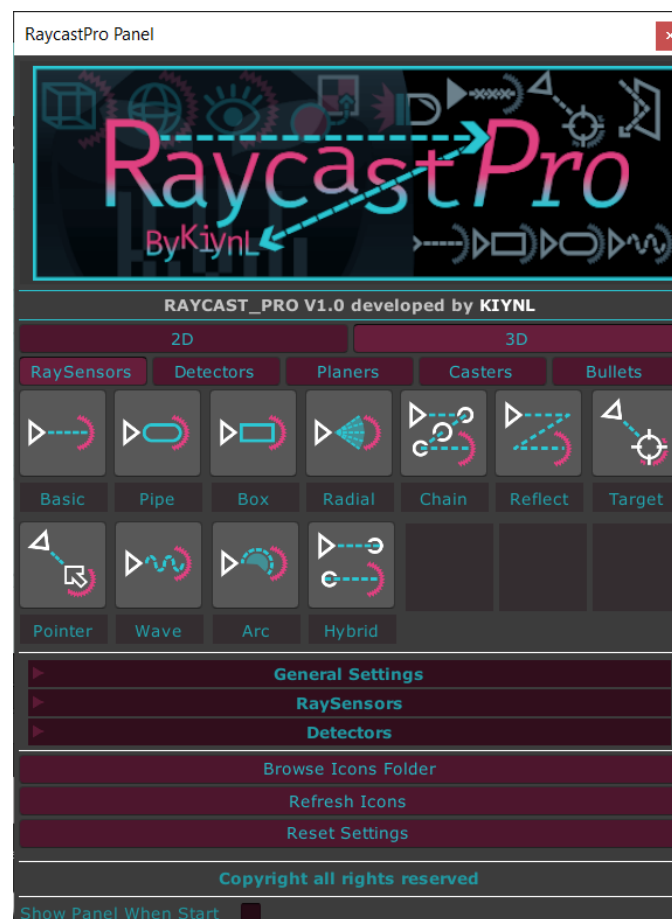 RaycastPro Panel
RaycastPro
ByKiynL
RAYCAST_PRO V1.0 developed by KIYNL
2D 3D
RaySensors Detectors Planers Casters Bullets
Basic Pipe Box Radial Chain Reflect Target
Pointer Wave Arc Hybrid
General Settings
RaySensors
Detectors
Browse Icons Folder
Refresh Icons
Reset Settings
Copyright all rights reserved
Show Panel When Start